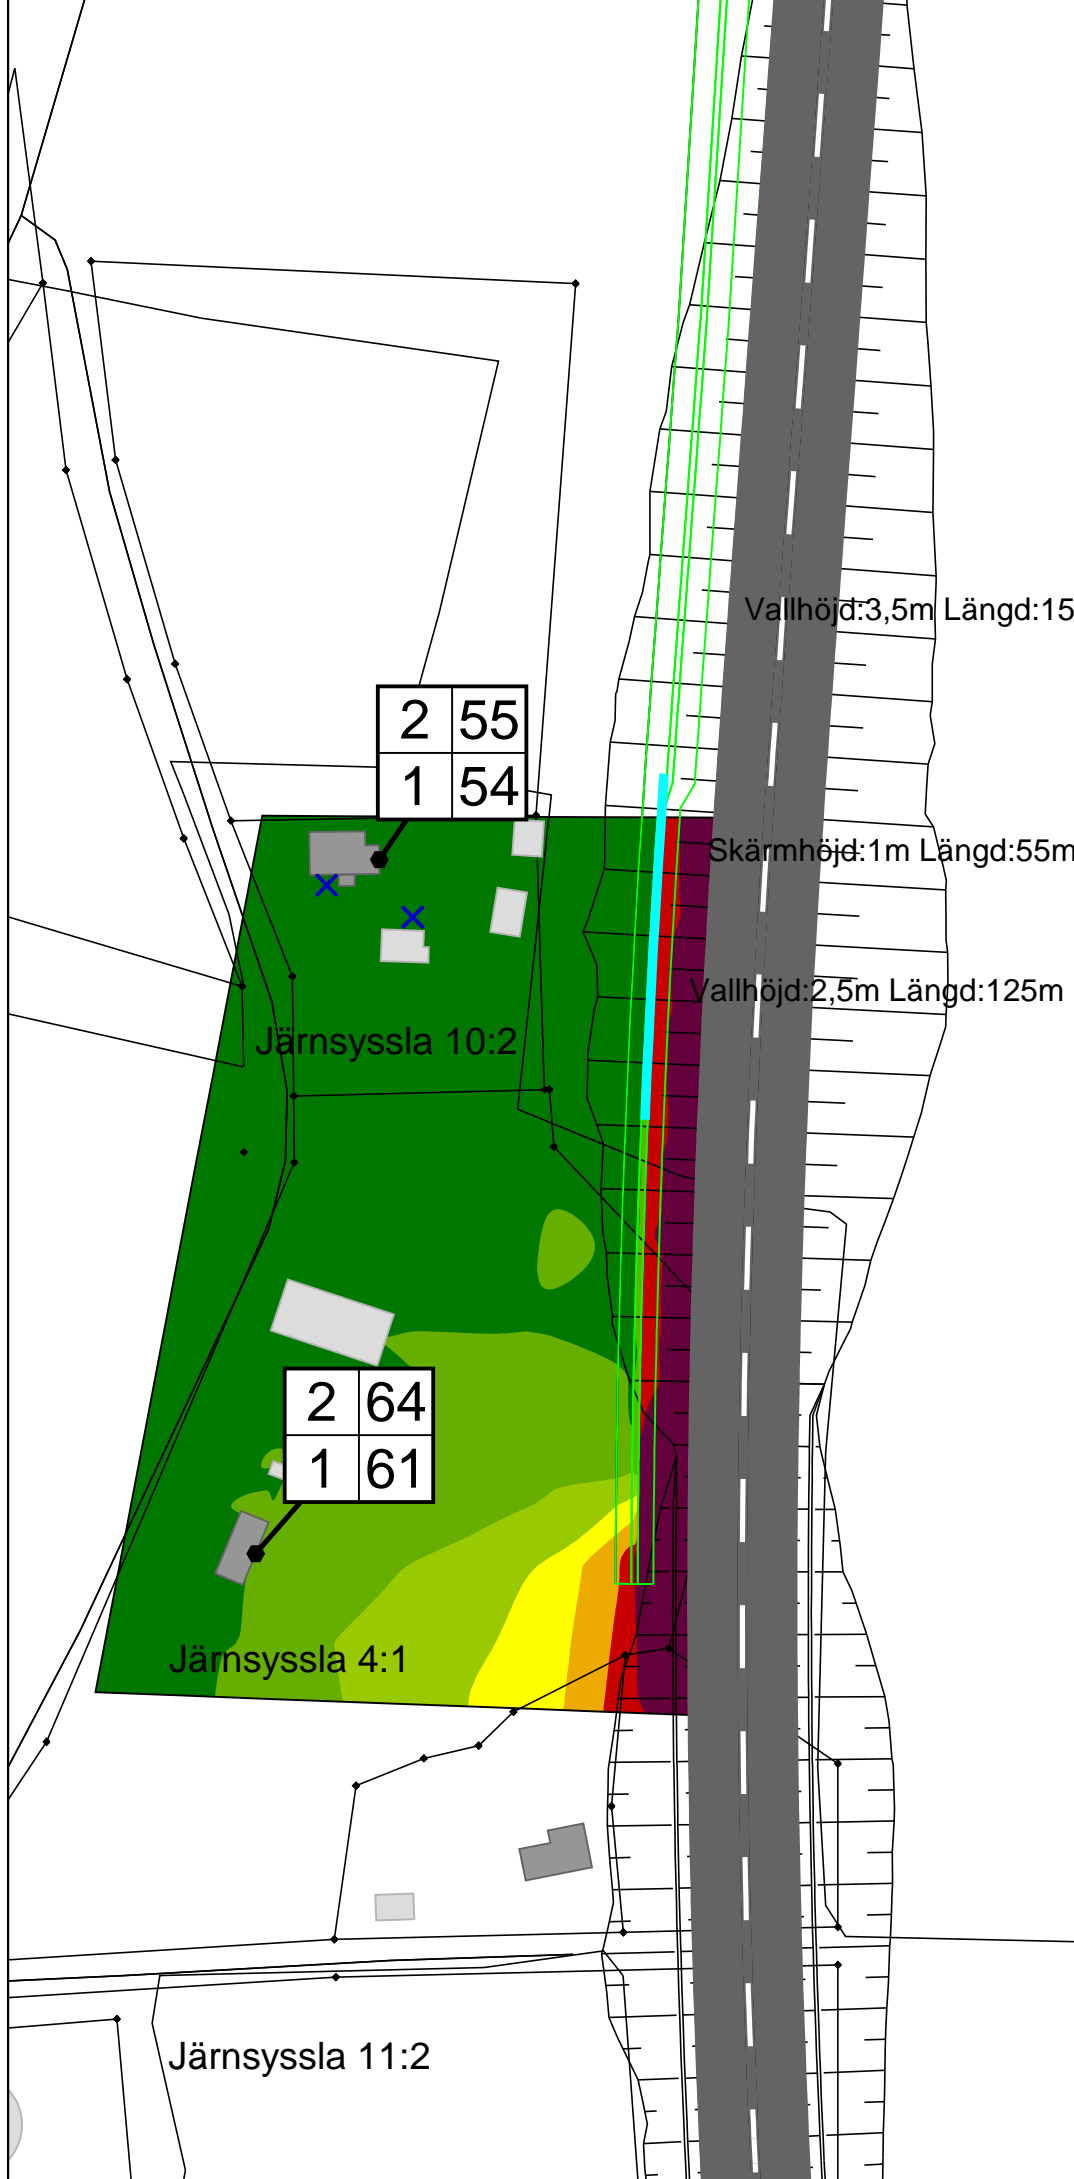 Vallhöjd:3,5m Längd:15
2 55
1 54
Skärmhöjd:1m Längd:55m
Vallhöjd:2,5m Längd:125m
Järnsyssla 10:2
2 64
1 61
Järnsyssla 4:1
Järnsyssla 11:2